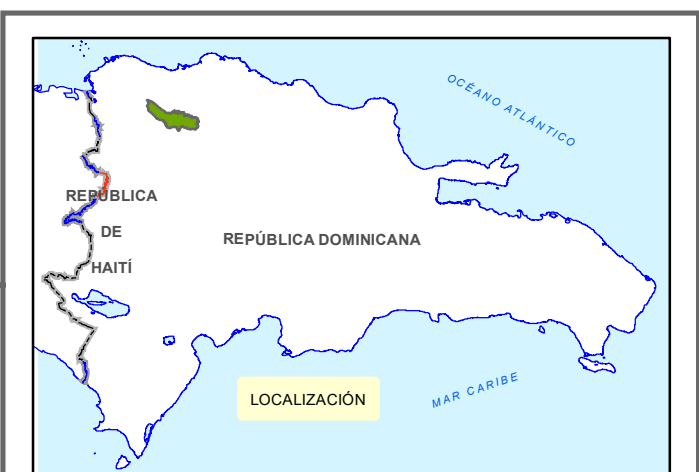 OCÉANO ATLÁNTICO
REPÚBLICA
DE
HAITÍ
REPÚBLICA DOMINICANA
LOCALIZACIÓN
MAR CARIBE